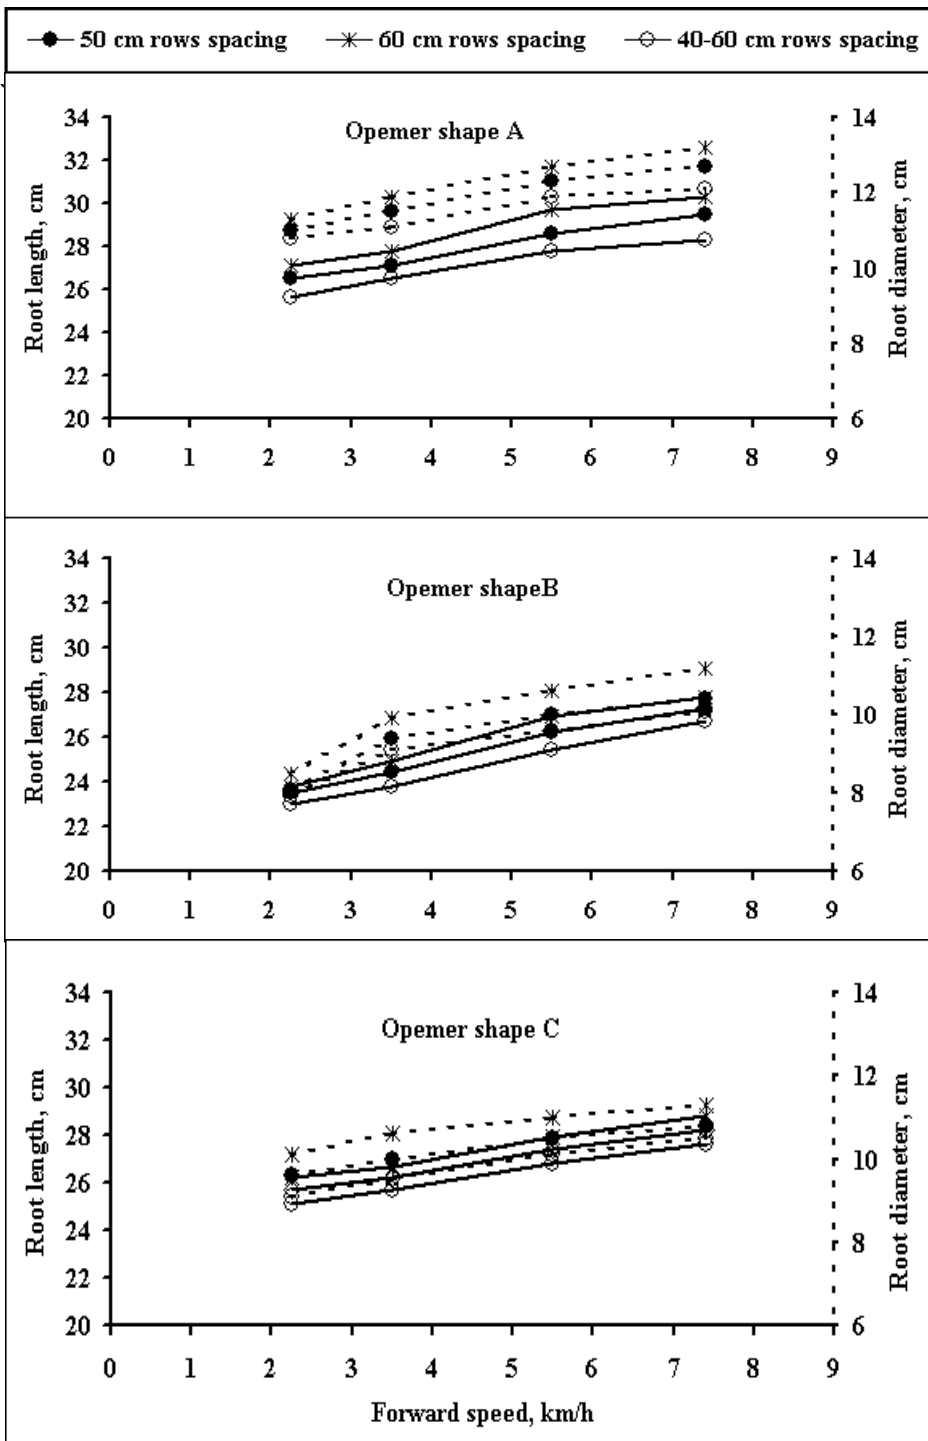 50 cm rows spacing 60 cm rows spacing 40-60 cm rows spacing
Opemer shape A
Root length, cm
34
32
30
28
26
24
22
20
14
12
10
8
6
Root diameter, cm
0 1 2 3 4 5 6 7 8 9
Opemer shapeB
Root length, cm
34
32
30
28
26
24
22
20
14
12
10
8
6
Root diameter, cm
0 1 2 3 4 5 6 7 8 9
Opemer shape C
Root length, cm
34
32
30
28
26
24
22
20
14
12
10
8
6
Root diameter, cm
0 1 2 3 4 5 6 7 8 9
Forward speed, km/h